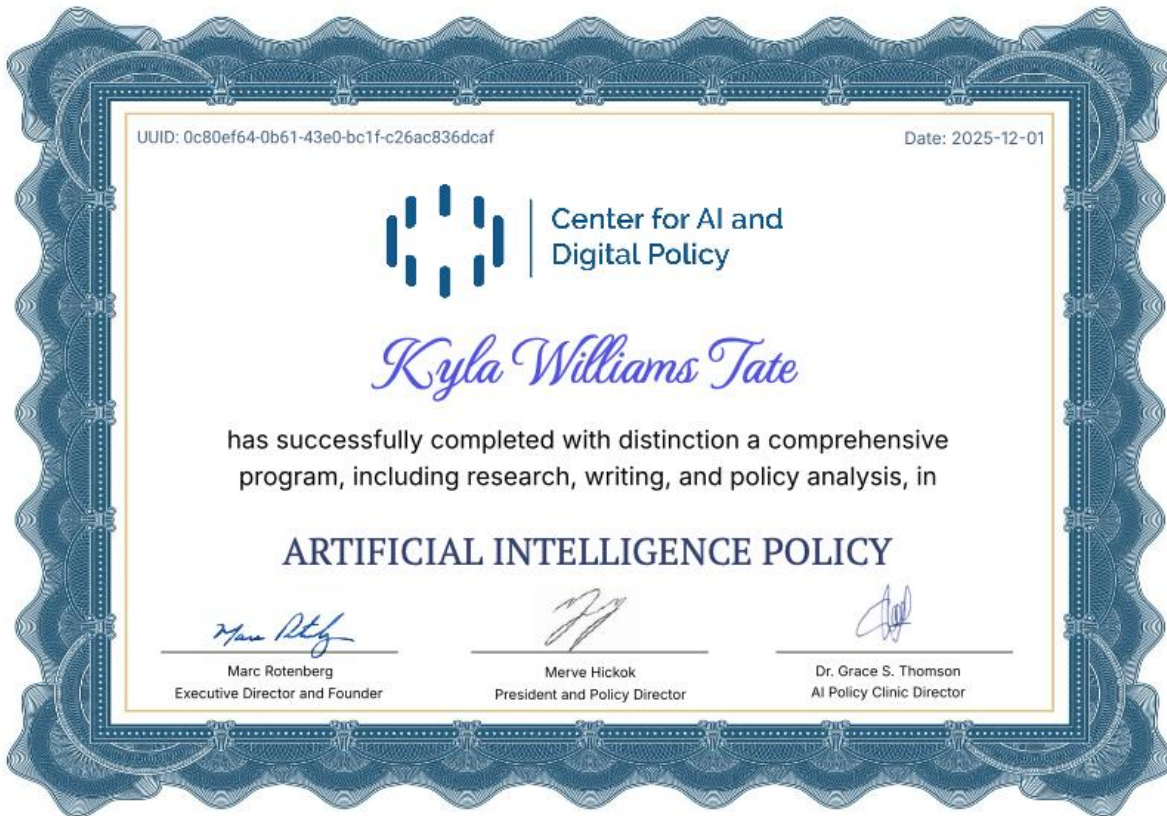 UUID: 0c80ef64-0b61-43e0-bc1f-c26ac836dcaf
Date: 2025-12-01
Center for AI and
Digital Policy
Kyla Williams Tate
has successfully completed with distinction a comprehensive
program, including research, writing, and policy analysis, in
ARTIFICIAL INTELLIGENCE POLICY
Marc Rotenberg
Executive Director and Founder
Merve Hickok
President and Policy Director
Dr. Grace S. Thomson
AI Policy Clinic Director